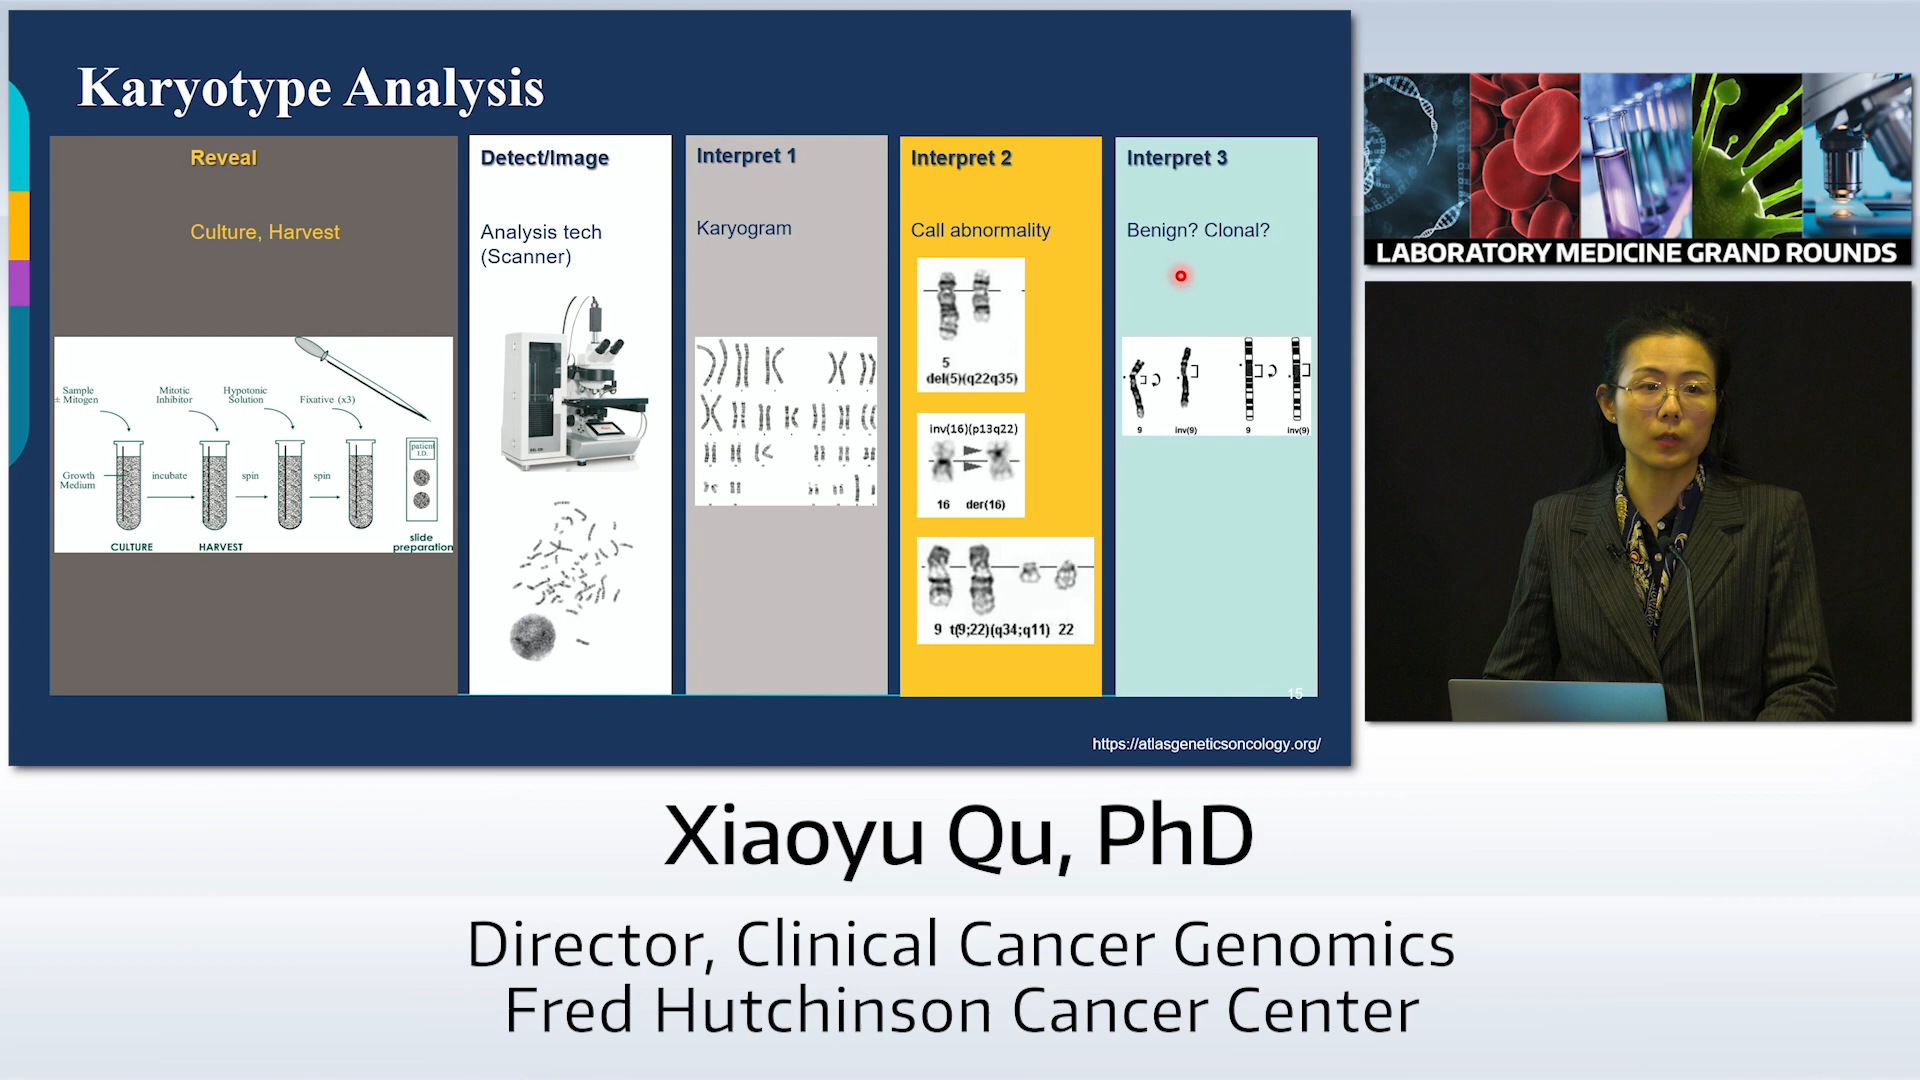 Karyotype Analysis
Reveal
Culture, Harvest
Sample
± Mitogen
Mitotic
Inhibitor
Hypotonic
Solution
Fixative (x3)
patient
I.D.
Growth
Medium
incubate
spin
spin
CULTURE
HARVEST
slide
preparation
Detect/Image
Analysis tech
(Scanner)
Interpret 1
Karyogram
Interpret 2
Call abnormality
5
del(5)(q22q35)
inv(16)(p13q22)
16 der(16)
9 t(9;22)(q34;q11) 22
Interpret 3
Benign? Clonal?
9 inv(9) 9 inv(9)
15
https://atlasgeneticsoncology.org/
LABORATORY MEDICINE GRAND ROUNDS
Xiaoyu Qu, PhD
Director, Clinical Cancer Genomics
Fred Hutchinson Cancer Center